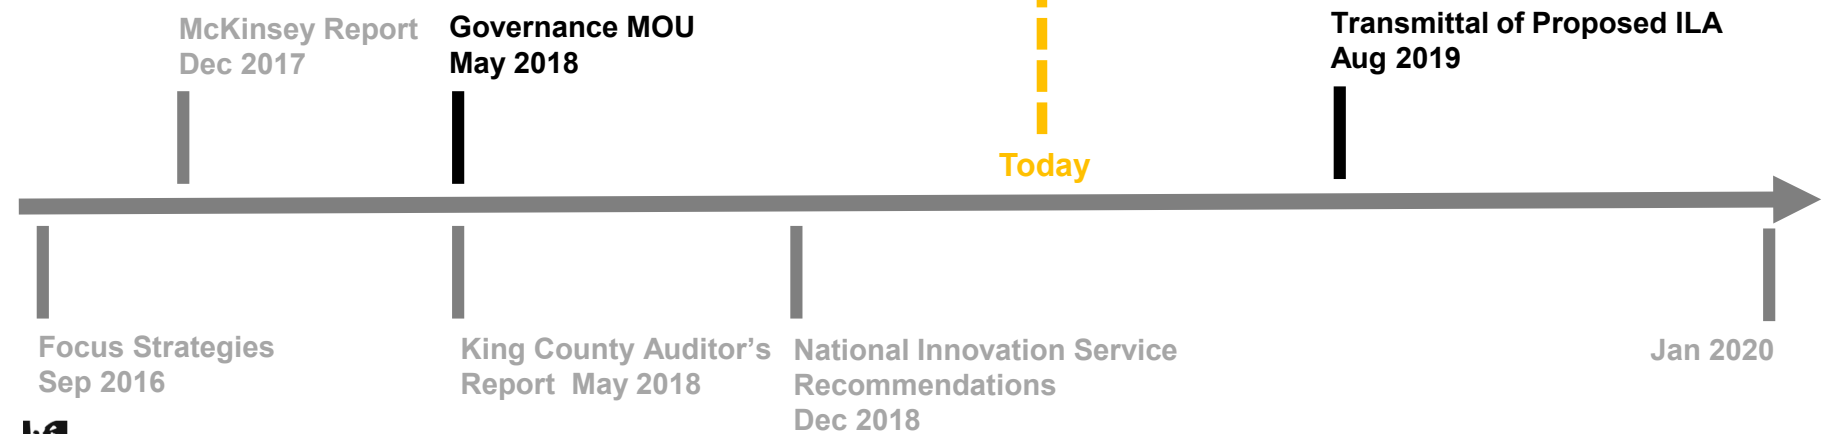 McKinsey Report
Dec 2017
Governance MOU
May 2018
Transmittal of Proposed ILA
Aug 2019
Today
Focus Strategies
Sep 2016
King County Auditor's
Report  May 2018
National Innovation Service
Recommendations
Dec 2018
Jan 2020